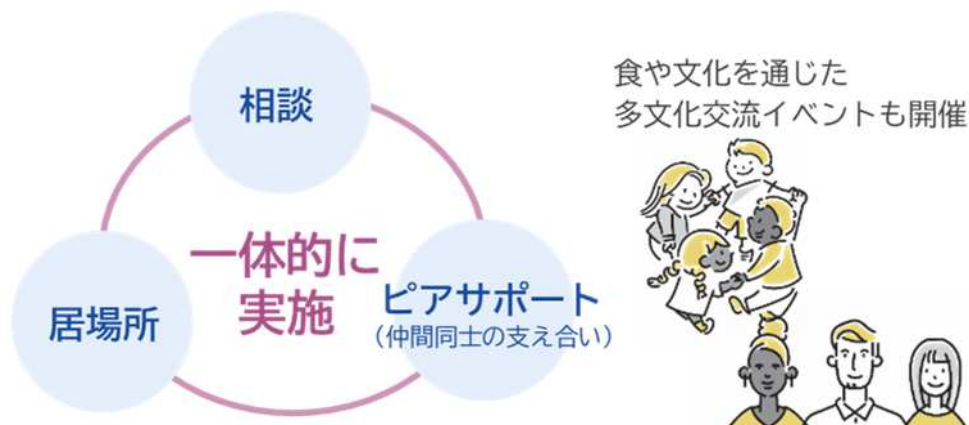 相談
一体的に
実施
居場所
ピアサポート
（仲間同士の支え合い）
食や文化を通じた
多文化交流イベントも開催